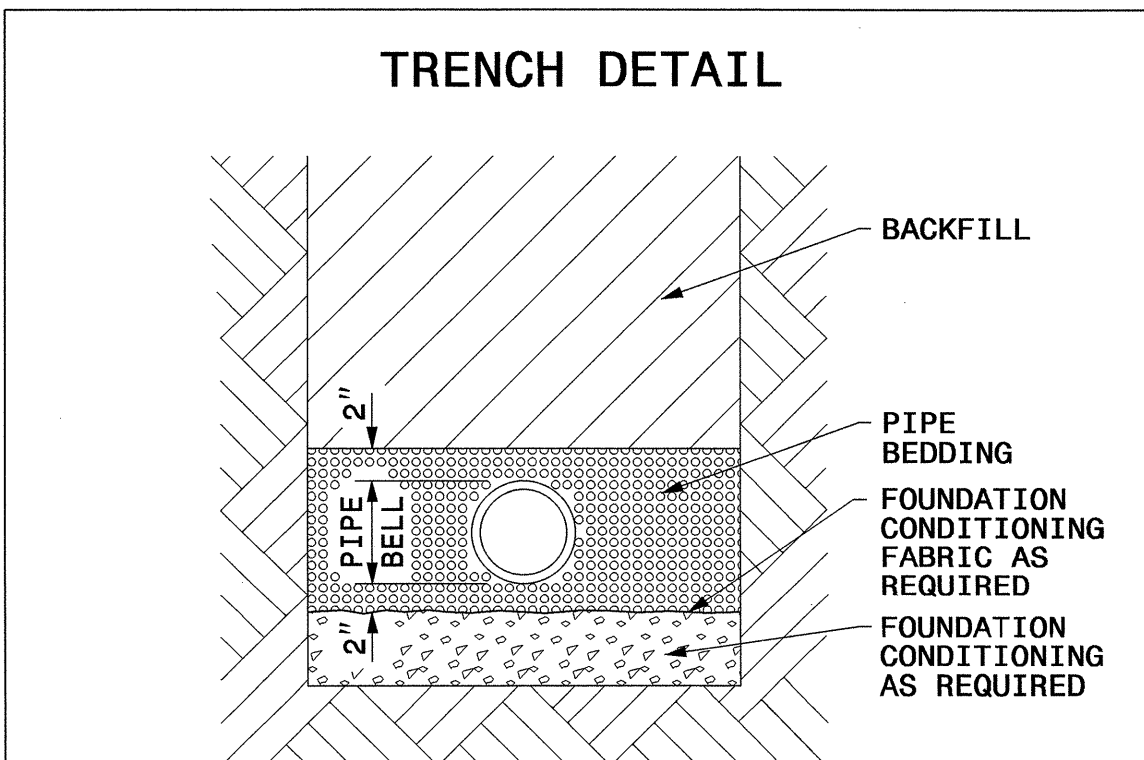 TRENCH DETAIL
BACKFILL
2"
PIPE
BEDDING
PIPE
BELL
FOUNDATION
CONDITIONING
FABRIC AS
REQUIRED
2"
FOUNDATION
CONDITIONING
AS REQUIRED